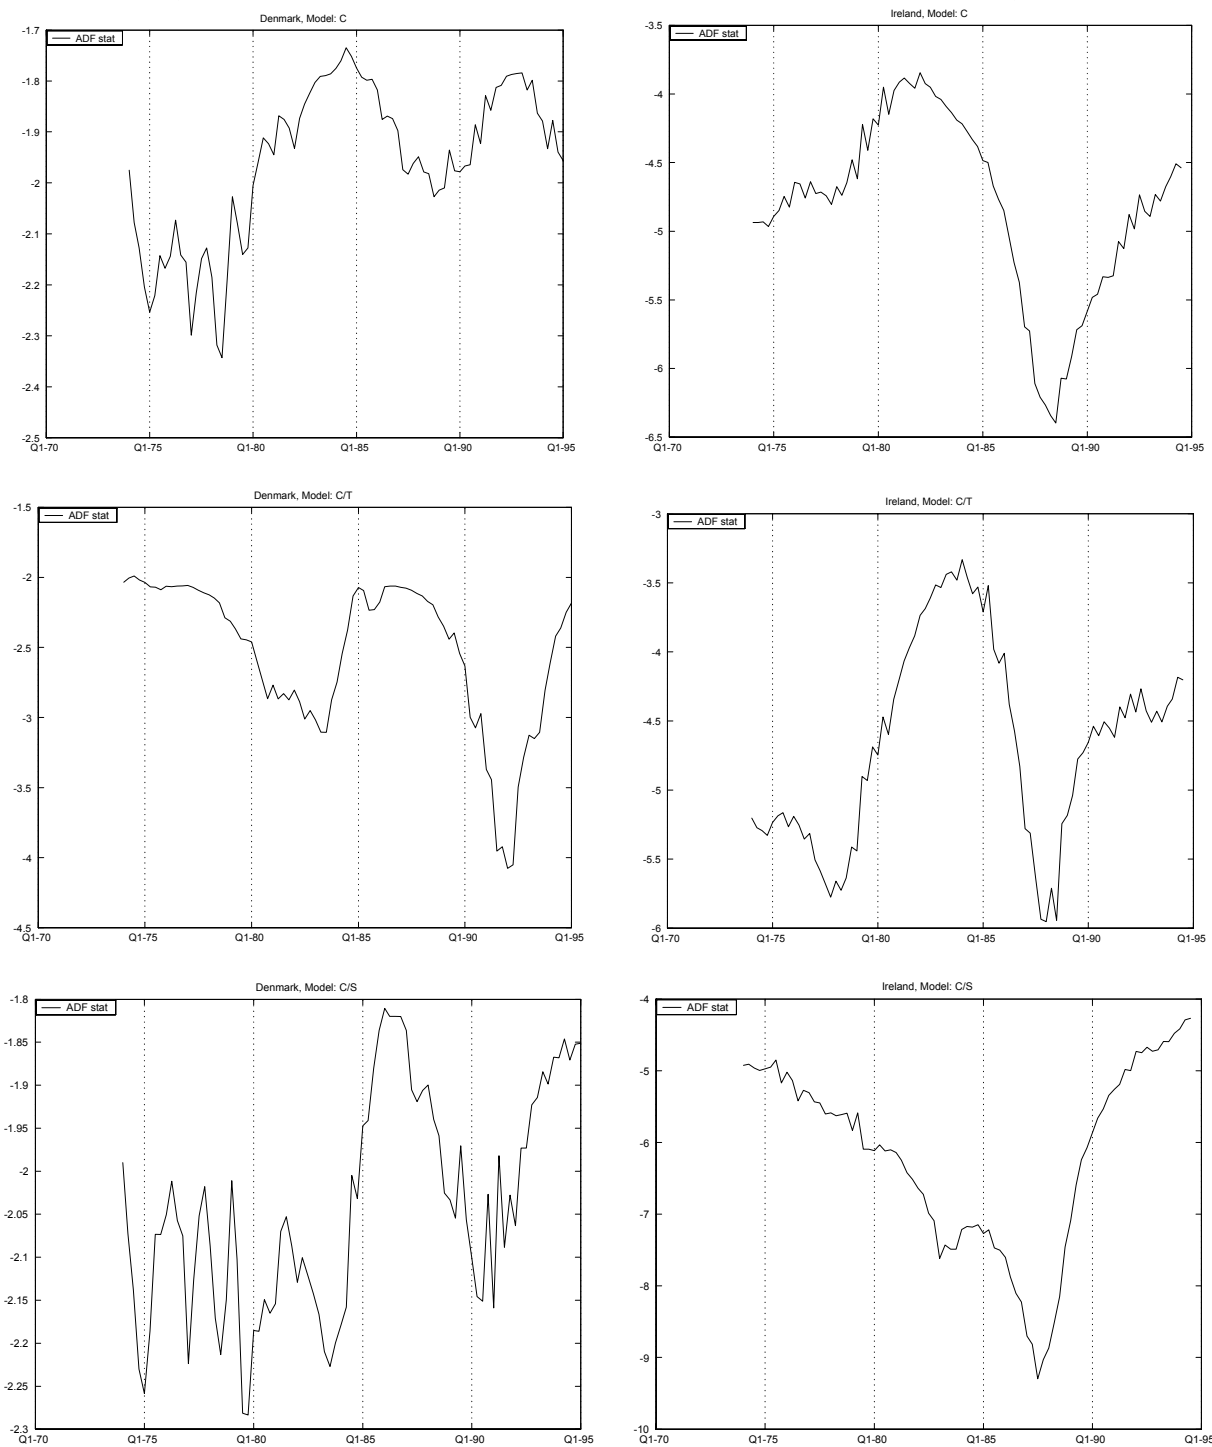 Denmark, Model: C
ADF stat
-1.7
-1.8
-1.9
-2
-2.1
-2.2
-2.3
-2.4
-2.5
Q1-70 Q1-75 Q1-80 Q1-85 Q1-90 Q1-95
Ireland, Model: C
ADF stat
-3.5
-4
-4.5
-5
-5.5
-6
-6.5
Q1-70 Q1-75 Q1-80 Q1-85 Q1-90 Q1-95
Denmark, Model: C/T
ADF stat
-1.5
-2
-2.5
-3
-3.5
-4
-4.5
Q1-70 Q1-75 Q1-80 Q1-85 Q1-90 Q1-95
Ireland, Model: C/T
ADF stat
-3
-3.5
-4
-4.5
-5
-5.5
-6
Q1-70 Q1-75 Q1-80 Q1-85 Q1-90 Q1-95
Denmark, Model: C/S
ADF stat
-1.8
-1.85
-1.9
-1.95
-2
-2.05
-2.1
-2.15
-2.2
-2.25
-2.3
Q1-70 Q1-75 Q1-80 Q1-85 Q1-90 Q1-95
Ireland, Model: C/S
ADF stat
-4
-5
-6
-7
-8
-9
-10
Q1-70 Q1-75 Q1-80 Q1-85 Q1-90 Q1-95